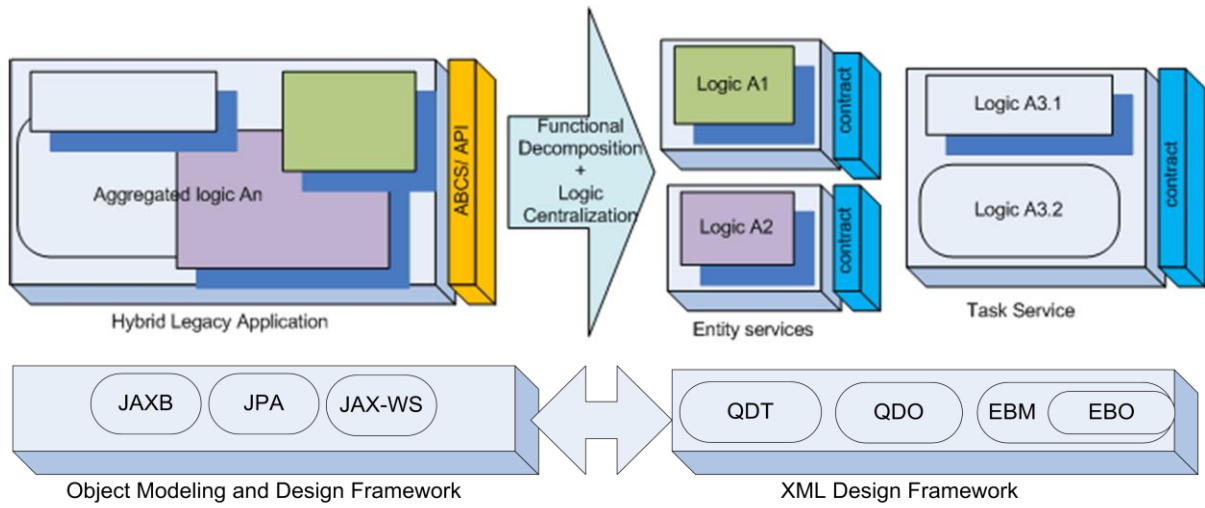 Aggregated logic An
ABCS/ API
Hybrid Legacy Application
Functional
Decomposition
+
Logic
Centralization
Logic A1
contract
Logic A2
contract
Entity services
Logic A3.1
Logic A3.2
contract
Task Service
JAXB
JPA
JAX-WS
Object Modeling and Design Framework
QDT
QDO
EBM
EBO
XML Design Framework